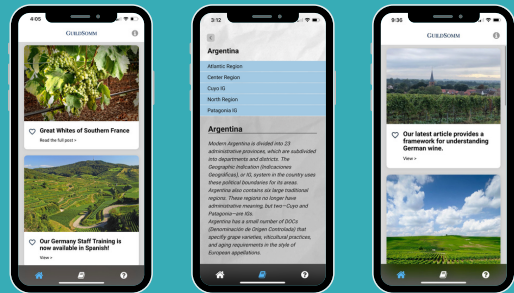 4:05
GUILDSOMM
Great Whites of Southern France
Read the full post >
Our Germany Staff Training is
now available in Spanish!
View >
3:12
Argentina
Atlantic Region
Center Region
Cuyo IG
North Region
Patagonia IG
Argentina
Modern Argentina is divided into 23
administrative provinces, which are subdivided
into departments and districts. The
Geographic Indication (Indicaciones
Geográficas), or IG, system in the country uses
these political boundaries for its areas.
Argentina also contains six large traditional
regions. These regions no longer have
administrative meaning, but two—Cuyo and
Patagonia—are IGs.
Argentina has a small number of DOCs
(Denominación de Origen Controlada) that
specify grape varieties, vitcultural practices,
and aging requirements in the style of
European appellations.
9:36
GUILDSOMM
Our latest article provides a
framework for understanding
German wine.
View >